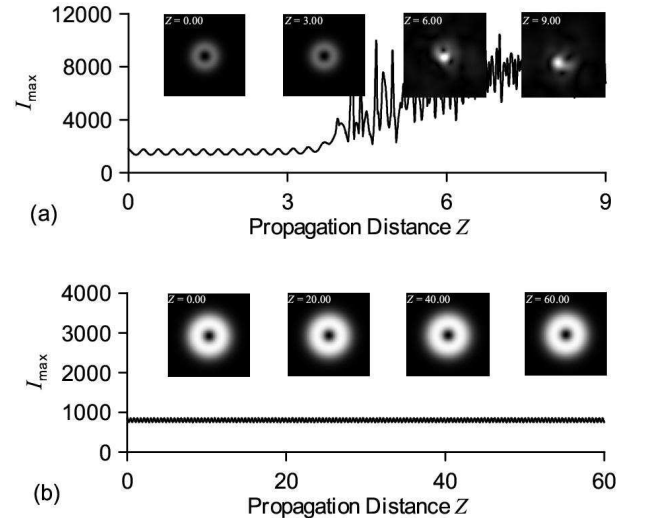 12000
8000
4000
0
I_max
Z = 0.00
Z = 3.00
Z = 6.00
Z = 9.00
0 3 6 9
(a)
Propagation Distance Z
4000
3000
2000
1000
0
I_max
Z = 0.00
Z = 20.00
Z = 40.00
Z = 60.00
0 20 40 60
(b)
Propagation Distance Z